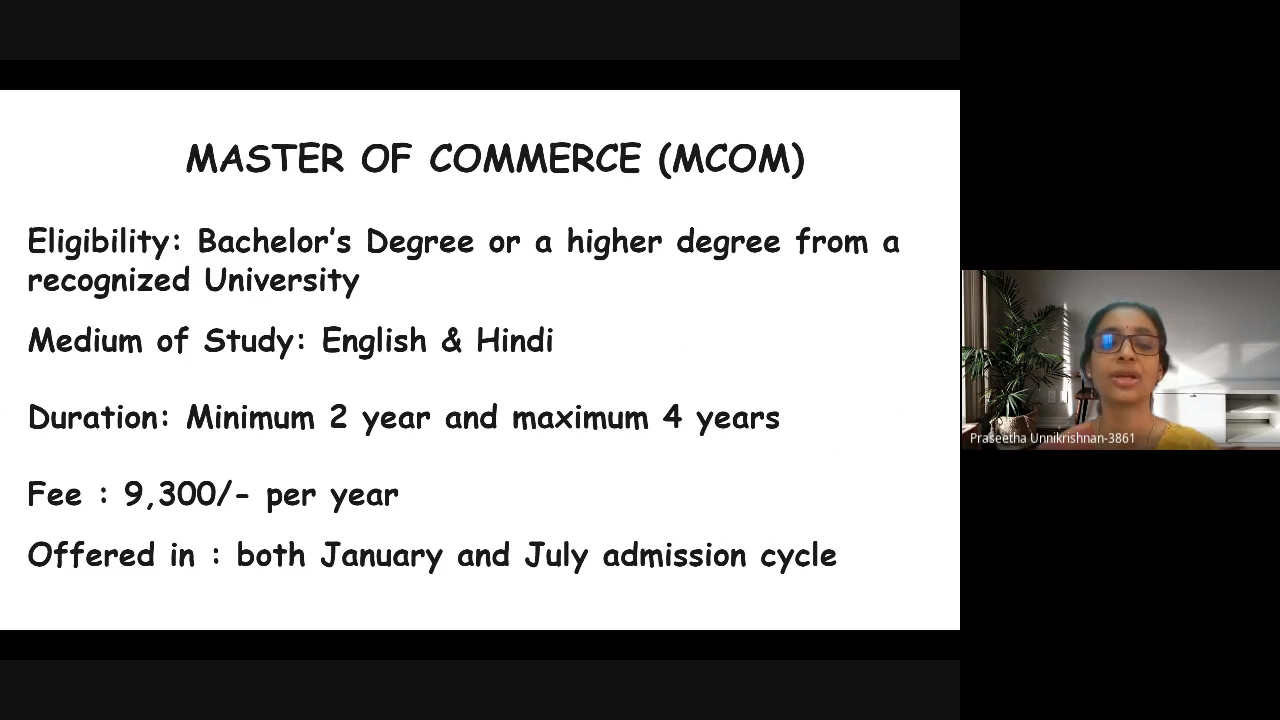 MASTER OF COMMERCE (MCOM)
Eligibility: Bachelor's Degree or a higher degree from a
recognized University
Medium of Study: English & Hindi
Duration: Minimum 2 year and maximum 4 years
Fee : 9,300/- per year
Offered in : both January and July admission cycle
Praseetha Unnikrishnan-3861